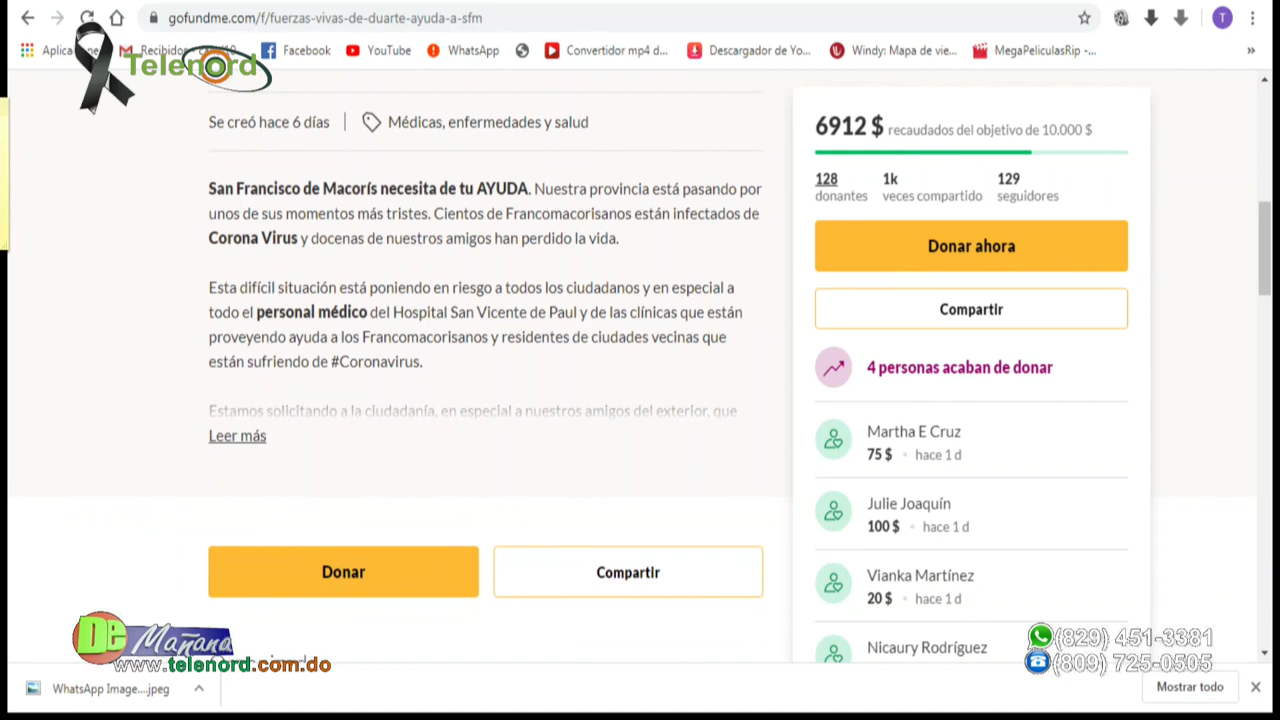 gofundme.com/f/fuerzas-vivas-de-duarte-ayuda-a-sfm
T
Facebook
YouTube
WhatsApp
Convertidor mp4 d...
Descargador de Yo...
Windy: Mapa de vie...
MegaPeliculasRip -...
»
Telenord
Se creó hace 6 días
Médicas, enfermedades y salud
San Francisco de Macorís necesita de tu AYUDA. Nuestra provincia está pasando por
unos de sus momentos más tristes. Cientos de Francomacorisanos están infectados de
Corona Virus y docenas de nuestros amigos han perdido la vida.
Esta difícil situación está poniendo en riesgo a todos los ciudadanos y en especial a
todo el personal médico del Hospital San Vicente de Paul y de las clínicas que están
proveyendo ayuda a los Francomacorisanos y residentes de ciudades vecinas que
están sufriendo de #Coronavirus.
Estamos solicitando a la ciudadanía, en especial a nuestros amigos del exterior, que
Leer más
Donar
Compartir
6912 $ recaudados del objetivo de 10.000 $
128 donantes
1k veces compartido
129 seguidores
Donar ahora
Compartir
4 personas acaban de donar
Martha E Cruz
75 $ • hace 1 d
Julie Joaquín
100 $ • hace 1 d
Vianka Martínez
20 $ • hace 1 d
Nicaury Rodríguez
De Mañana
www.telenord.com.do
(829) 451-3381
(809) 725-0505
WhatsApp Image....jpeg
Mostrar todo